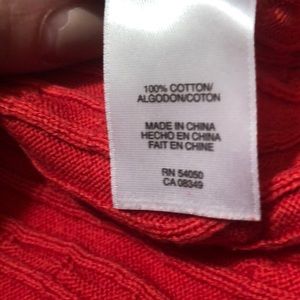 100% COTTON/
ALGODON/COTON
MADE IN CHINA
HECHO EN CHINA
FAIT EN CHINE
RN 54050
CA 08349